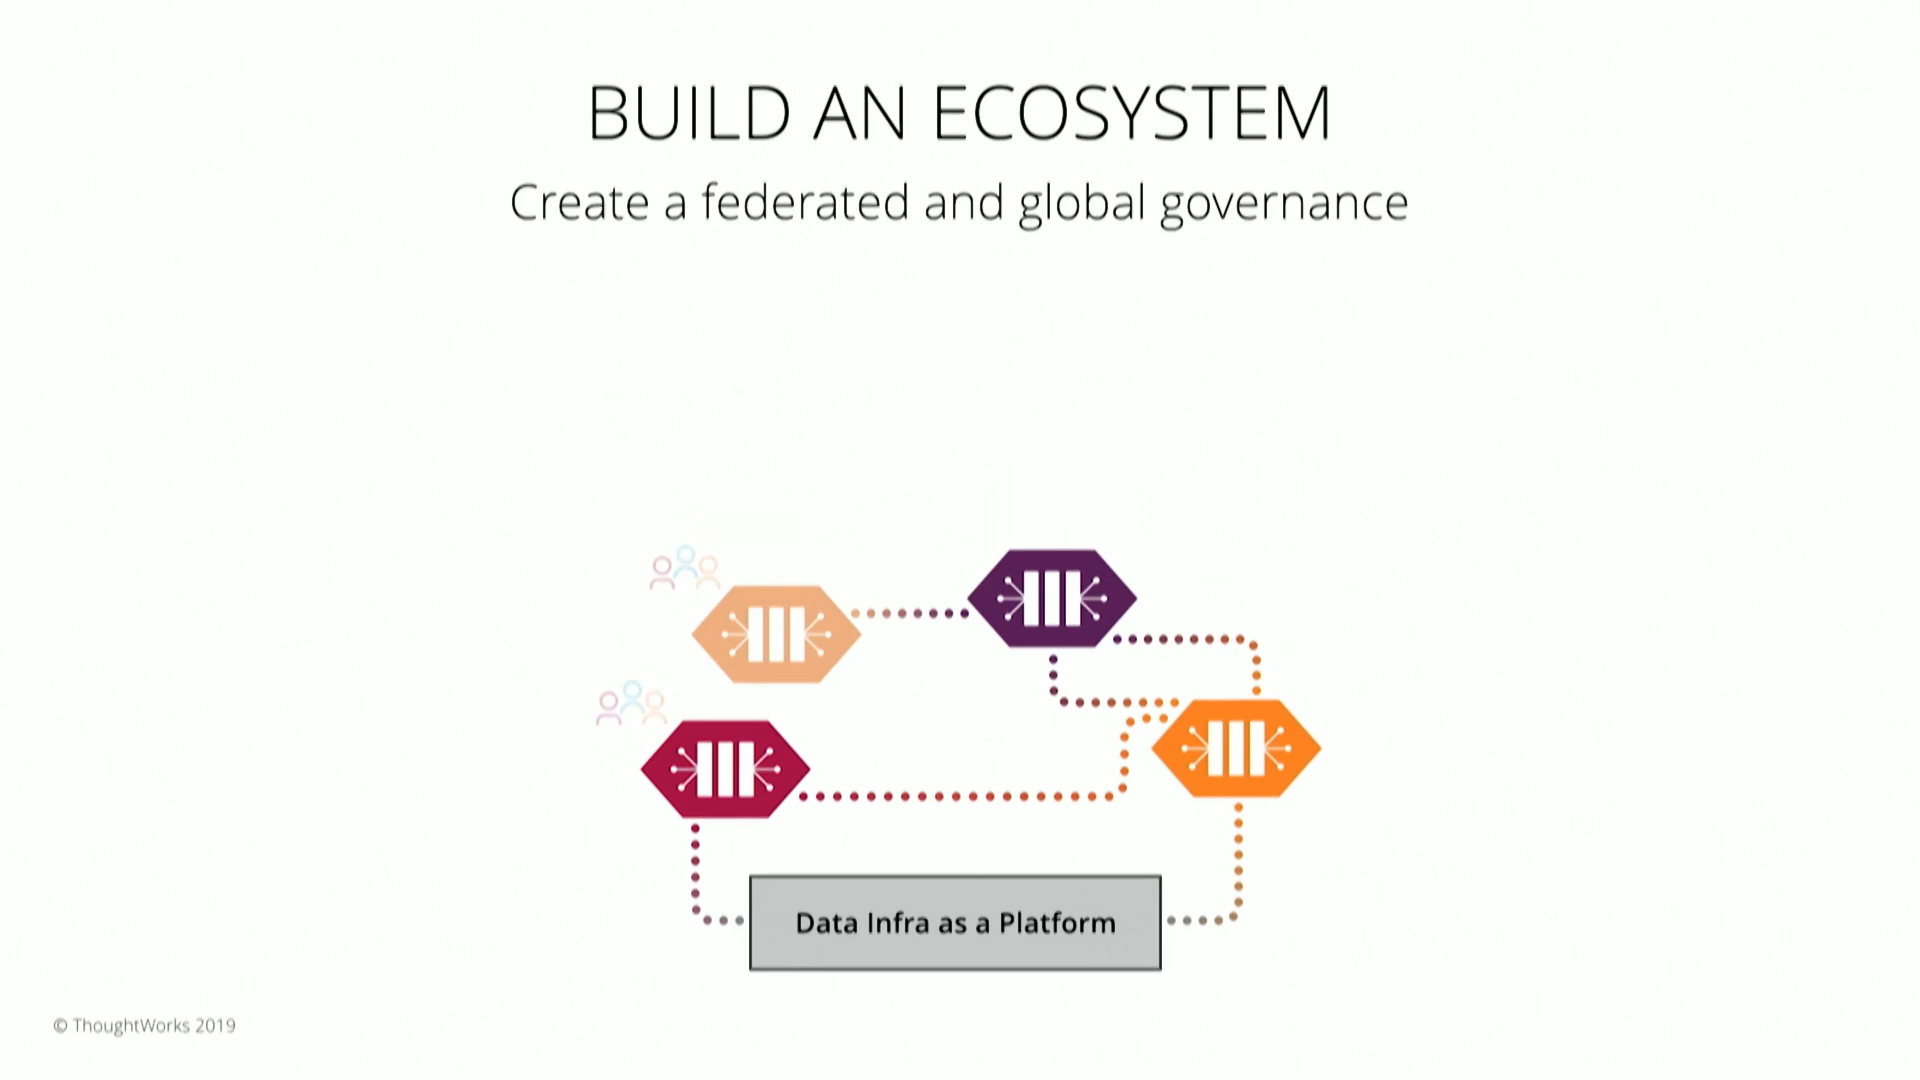 BUILD AN ECOSYSTEM
Create a federated and global governance
Data Infra as a Platform
© ThoughtWorks 2019